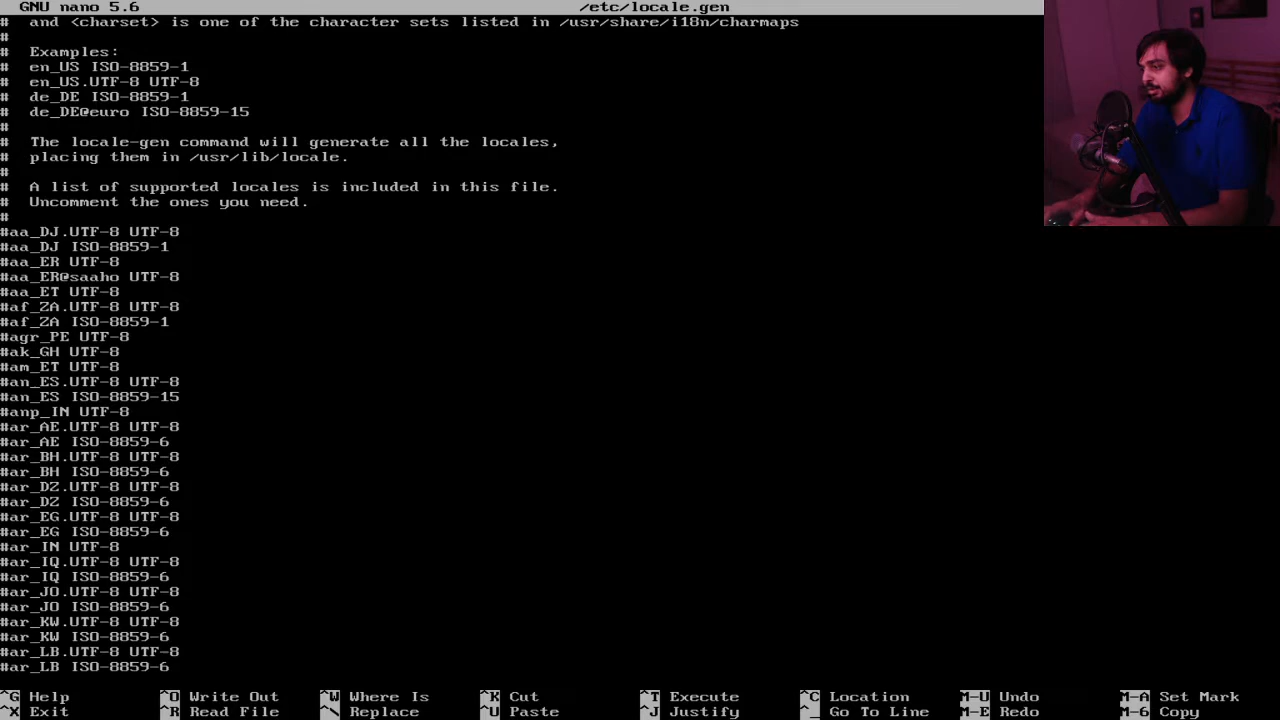 GNU nano 5.6 /etc/locale.gen
#  and <charset> is one of the character sets listed in /usr/share/i18n/charmaps
#
#  Examples:
#  en_US ISO-8859-1
#  en_US.UTF-8 UTF-8
#  de_DE ISO-8859-1
#  de_DE@euro ISO-8859-15
#
#  The locale-gen command will generate all the locales,
#  placing them in /usr/lib/locale.
#
#  A list of supported locales is included in this file.
#  Uncomment the ones you need.
#
#aa_DJ.UTF-8 UTF-8
#aa_DJ ISO-8859-1
#aa_ER UTF-8
#aa_ER@saaho UTF-8
#aa_ET UTF-8
#af_ZA.UTF-8 UTF-8
#af_ZA ISO-8859-1
#agr_PE UTF-8
#ak_GH UTF-8
#am_ET UTF-8
#an_ES.UTF-8 UTF-8
#an_ES ISO-8859-15
#anp_IN UTF-8
#ar_AE.UTF-8 UTF-8
#ar_AE ISO-8859-6
#ar_BH.UTF-8 UTF-8
#ar_BH ISO-8859-6
#ar_DZ.UTF-8 UTF-8
#ar_DZ ISO-8859-6
#ar_EG.UTF-8 UTF-8
#ar_EG ISO-8859-6
#ar_IN UTF-8
#ar_IQ.UTF-8 UTF-8
#ar_IQ ISO-8859-6
#ar_JO.UTF-8 UTF-8
#ar_JO ISO-8859-6
#ar_KW.UTF-8 UTF-8
#ar_KW ISO-8859-6
#ar_LB.UTF-8 UTF-8
#ar_LB ISO-8859-6
^G Help ^O Write Out ^W Where Is ^K Cut ^T Execute ^C Location M-U Undo M-A Set Mark
^X Exit ^R Read File ^\ Replace ^U Paste ^J Justify ^_ Go To Line M-E Redo M-6 Copy